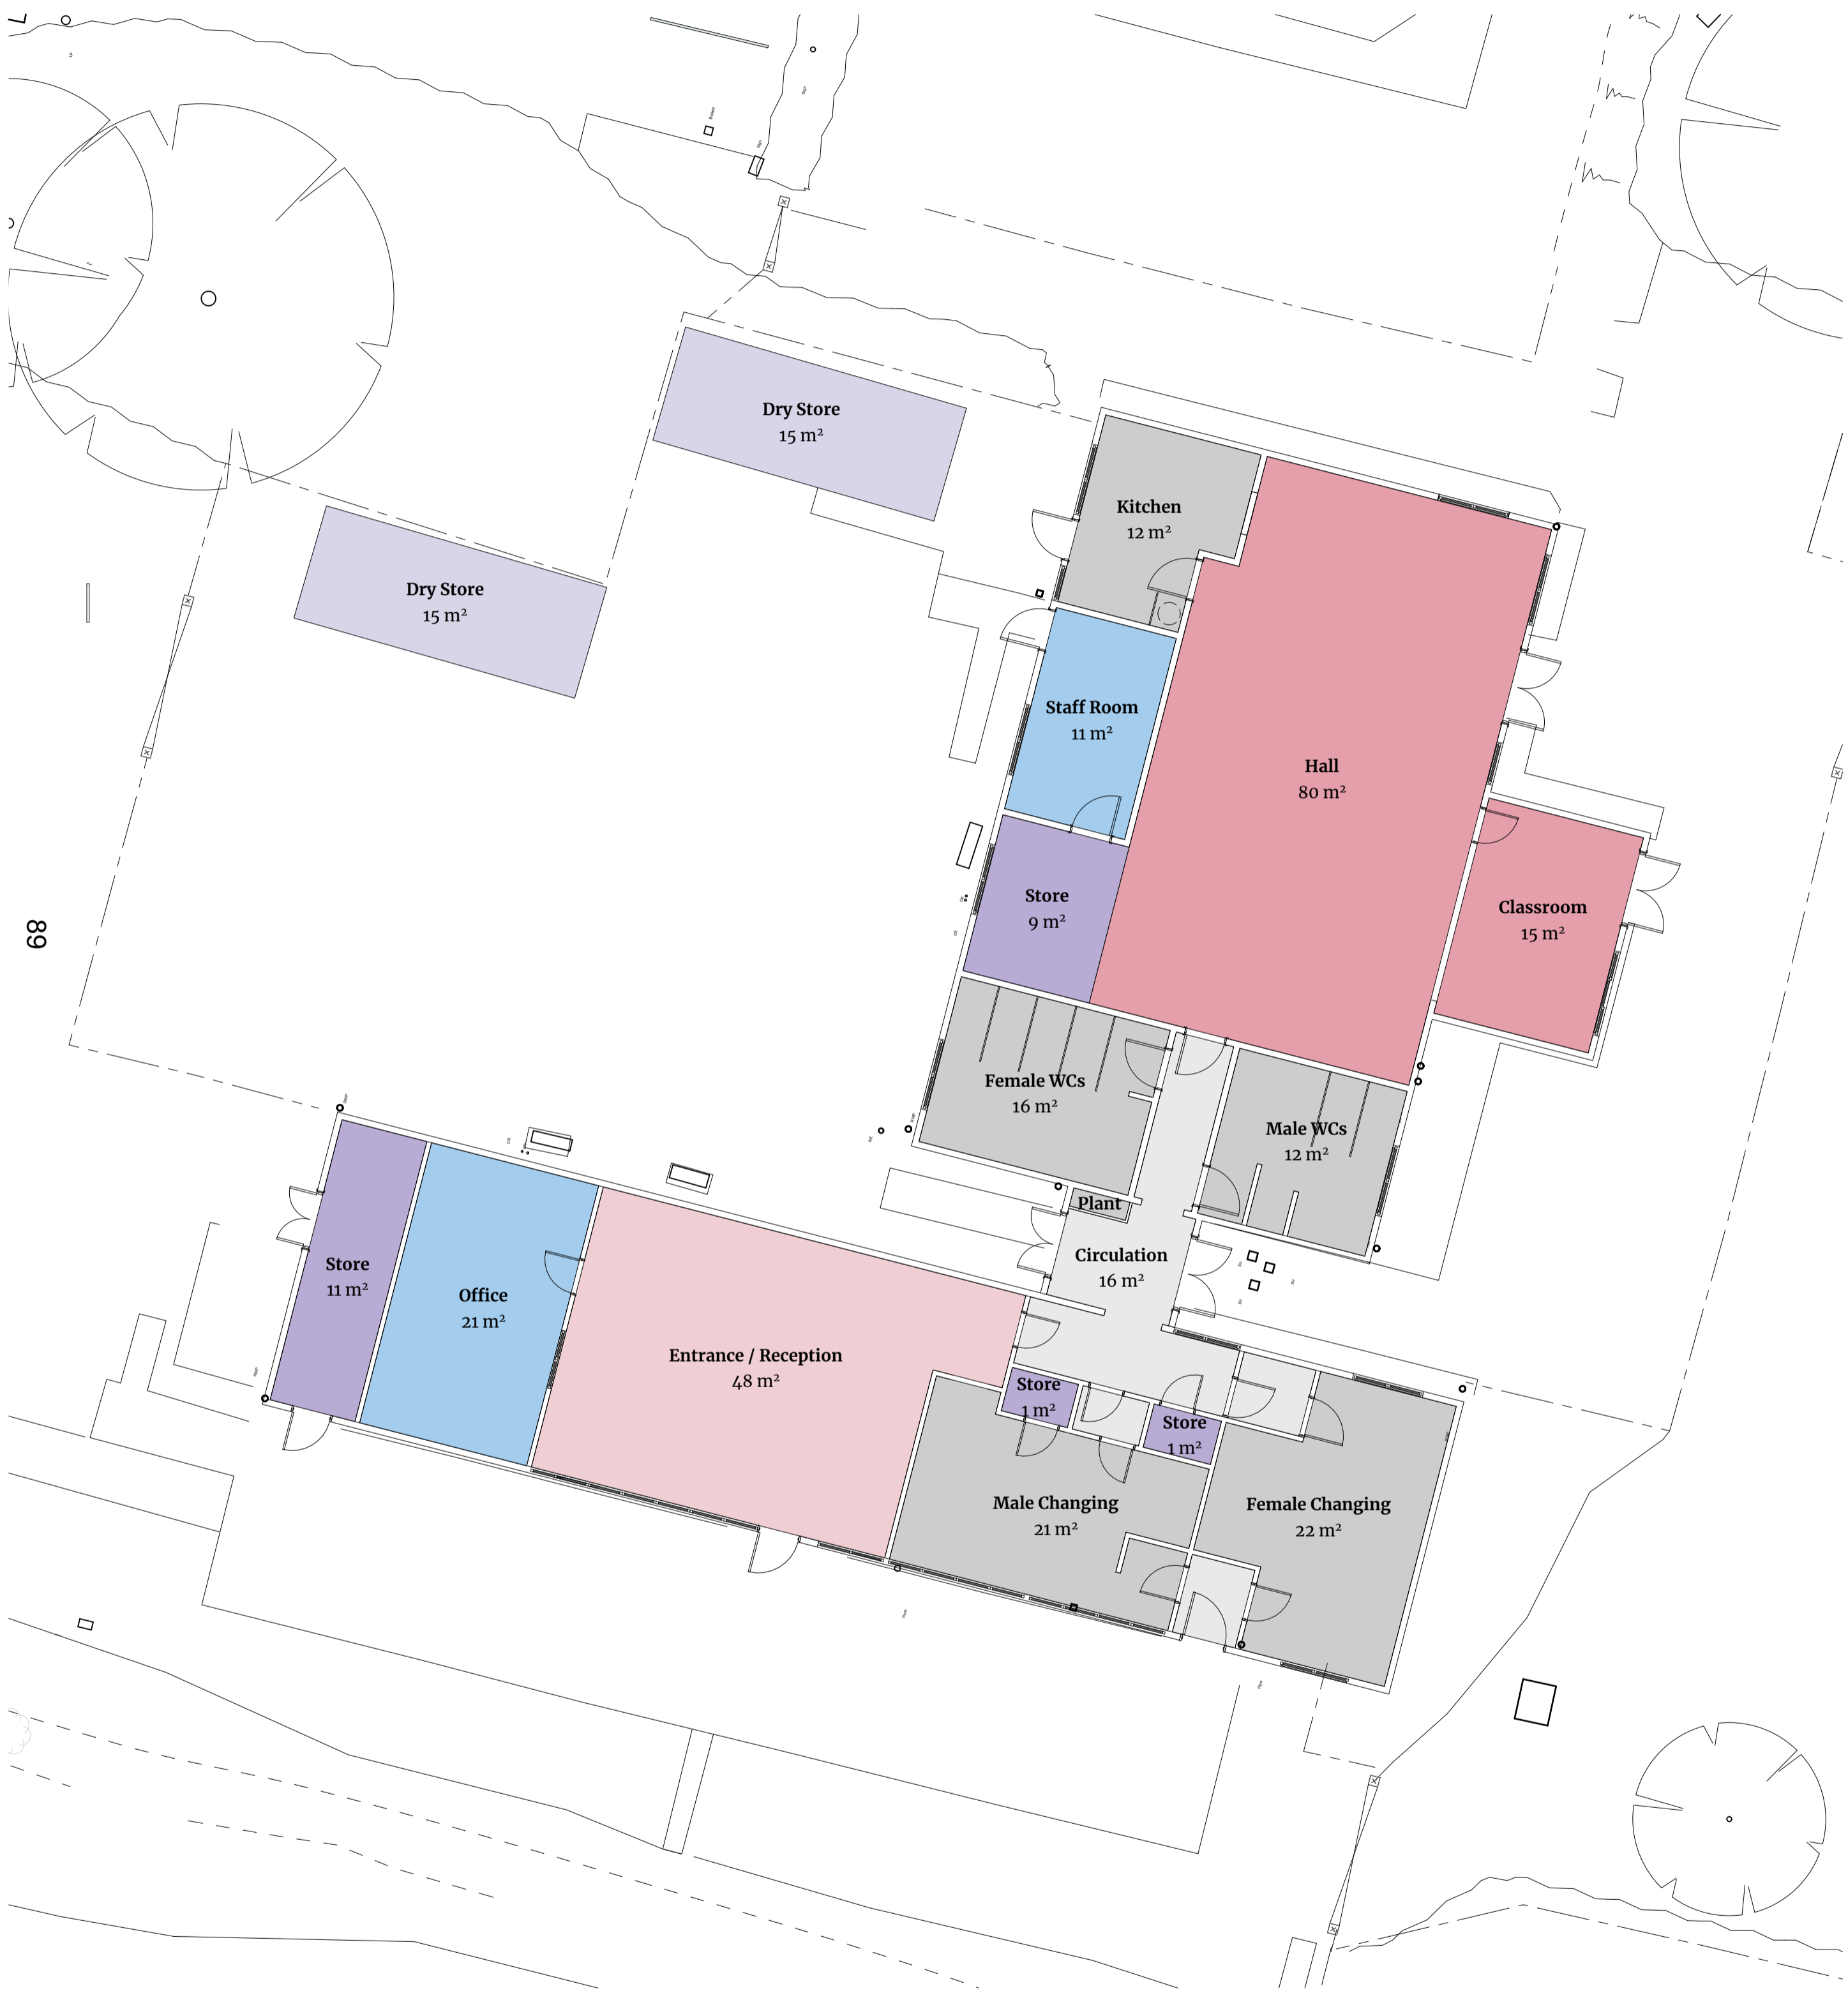 Dry Store
15 m²
Kitchen
12 m²
Dry Store
15 m²
Staff Room
11 m²
Hall
80 m²
Store
9 m²
Classroom
15 m²
89
Female WCs
16 m²
Male WCs
12 m²
Plant
Circulation
16 m²
Store
11 m²
Office
21 m²
Entrance / Reception
48 m²
Store
1 m²
Store
1 m²
Male Changing
21 m²
Female Changing
22 m²